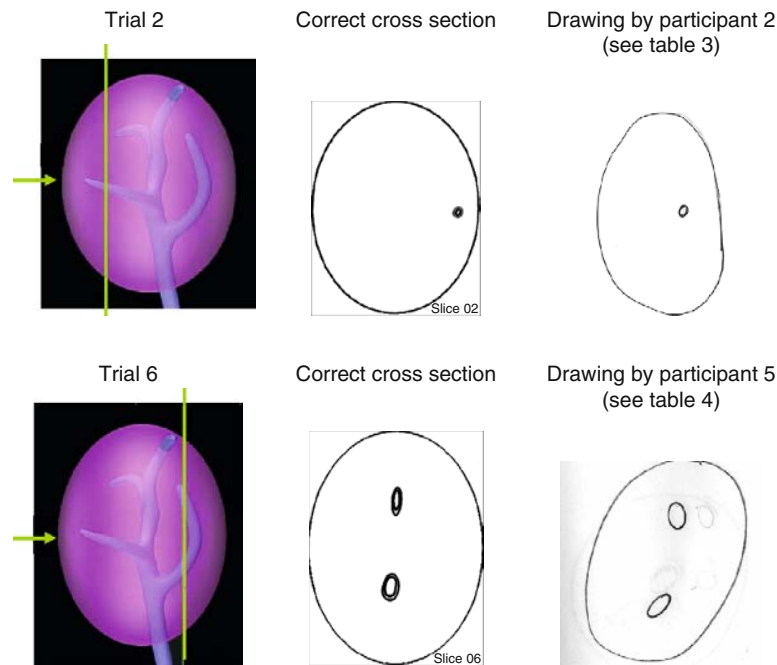 Trial 2
Correct cross section
Drawing by participant 2
(see table 3)
Slice 02
Trial 6
Correct cross section
Drawing by participant 5
(see table 4)
Slice 06